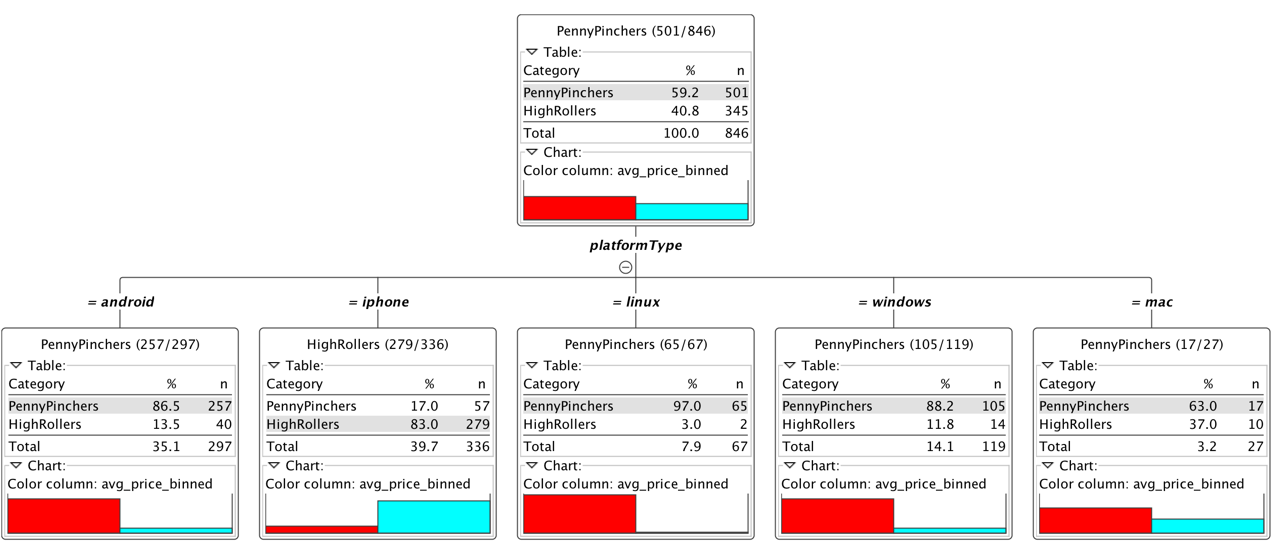 PennyPinchers (501/846)
Table:
Category % n
PennyPinchers 59.2 501
HighRollers 40.8 345
Total 100.0 846
Chart:
Color column: avg_price_binned
platformType
= android
= iphone
= linux
= windows
= mac
PennyPinchers (257/297)
Table:
Category % n
PennyPinchers 86.5 257
HighRollers 13.5 40
Total 35.1 297
Chart:
Color column: avg_price_binned
HighRollers (279/336)
Table:
Category % n
PennyPinchers 17.0 57
HighRollers 83.0 279
Total 39.7 336
Chart:
Color column: avg_price_binned
PennyPinchers (65/67)
Table:
Category % n
PennyPinchers 97.0 65
HighRollers 3.0 2
Total 7.9 67
Chart:
Color column: avg_price_binned
PennyPinchers (105/119)
Table:
Category % n
PennyPinchers 88.2 105
HighRollers 11.8 14
Total 14.1 119
Chart:
Color column: avg_price_binned
PennyPinchers (17/27)
Table:
Category % n
PennyPinchers 63.0 17
HighRollers 37.0 10
Total 3.2 27
Chart:
Color column: avg_price_binned